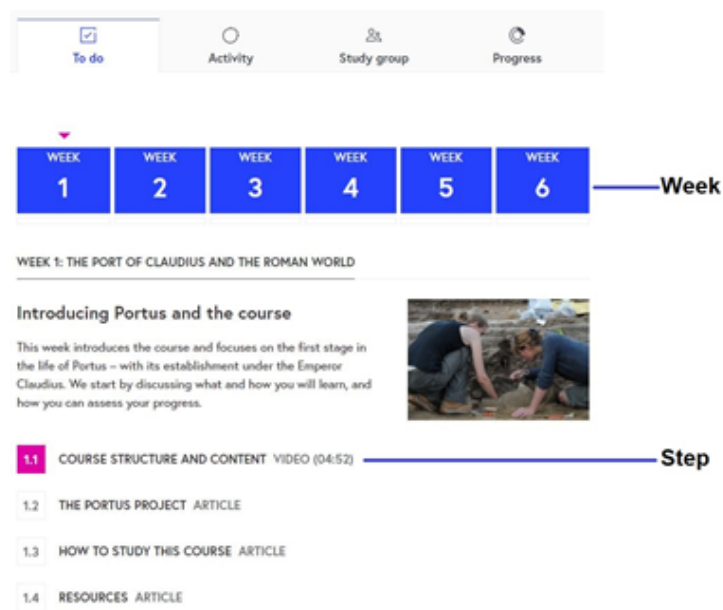 To do
Activity
Study group
Progress
WEEK WEEK WEEK WEEK WEEK WEEK
1 2 3 4 5 6
Week
WEEK 1: THE PORT OF CLAUDIUS AND THE ROMAN WORLD
Introducing Portus and the course
This week introduces the course and focuses on the first stage in
the life of Portus – with its establishment under the Emperor
Claudius. We start by discussing what and how you will learn, and
how you can assess your progress.
1.1 COURSE STRUCTURE AND CONTENT VIDEO (04:52)
Step
1.2 THE PORTUS PROJECT ARTICLE
1.3 HOW TO STUDY THIS COURSE ARTICLE
1.4 RESOURCES ARTICLE